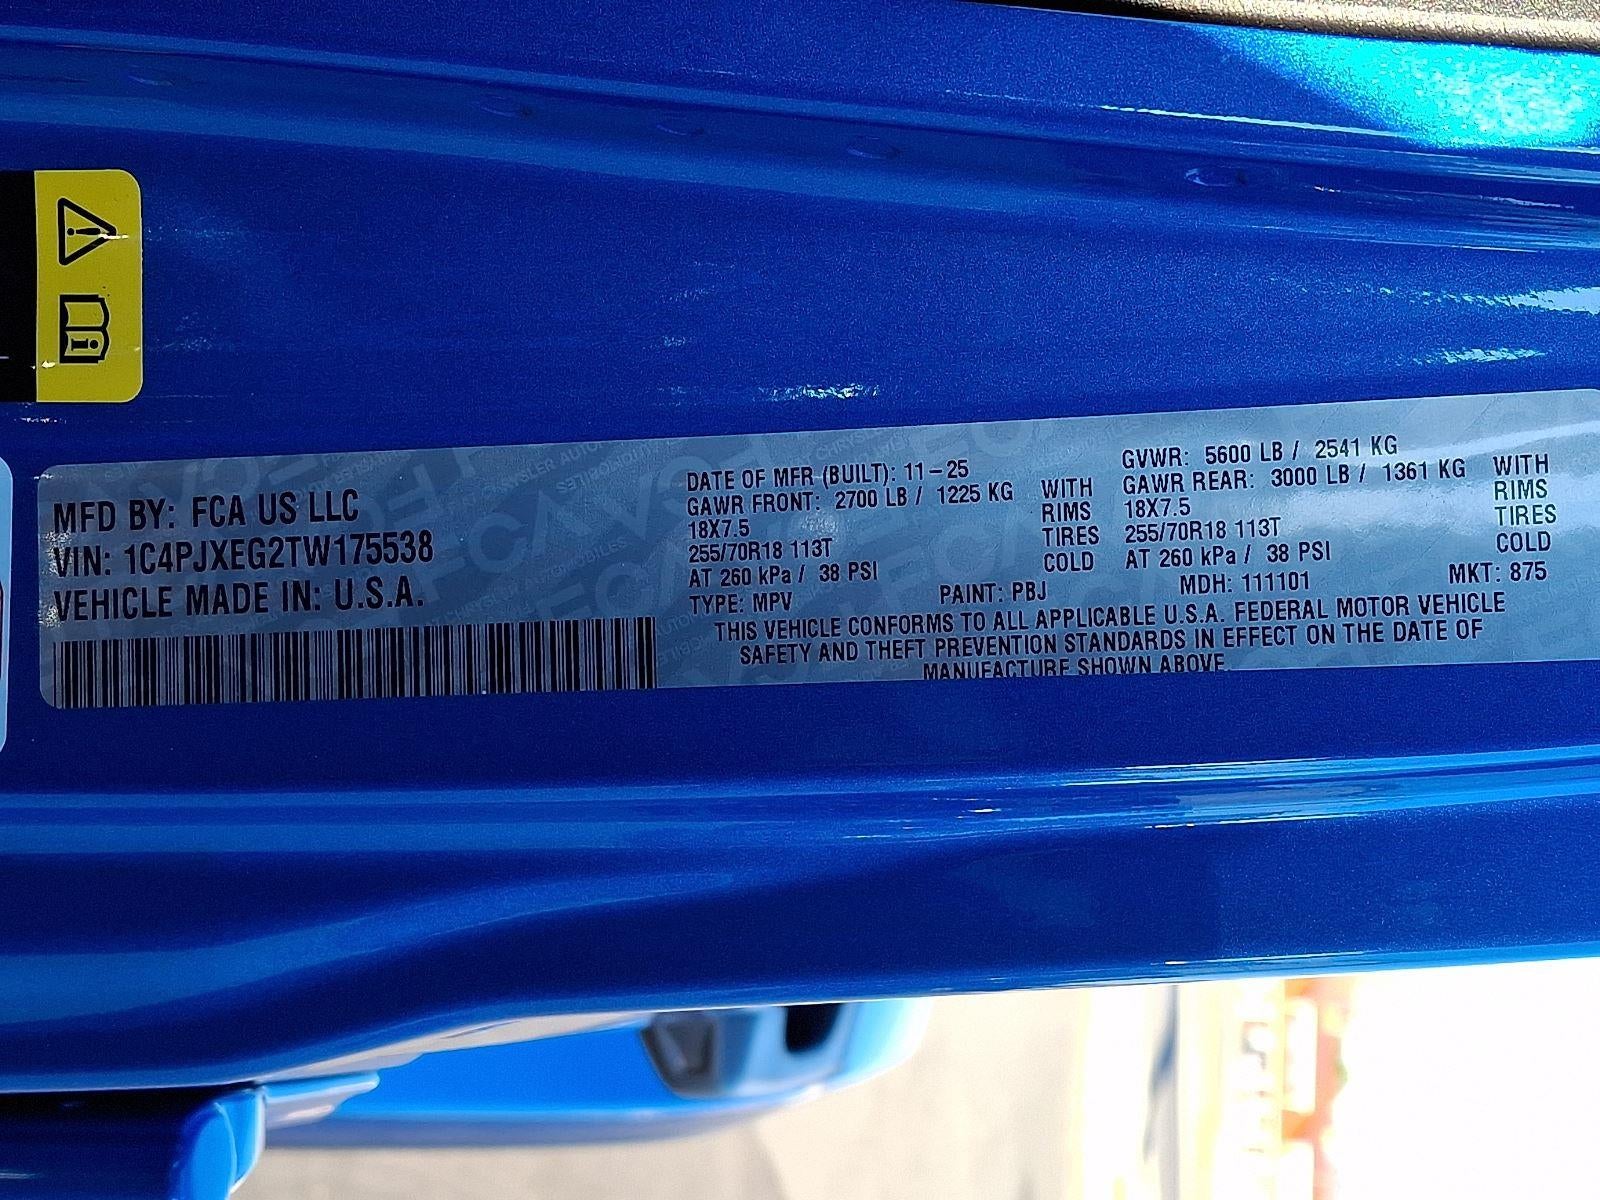 MFD BY: FCA US LLC
VIN: 1C4PJXEG2TW175538
VEHICLE MADE IN: U.S.A.
DATE OF MFR (BUILT): 11-25
GAWR FRONT: 2700 LB / 1225 KG WITH
18X7.5 RIMS
255/70R18 113T TIRES
AT 260 kPa / 38 PSI COLD
GVWR: 5600 LB / 2541 KG
GAWR REAR: 3000 LB / 1361 KG WITH
18X7.5 RIMS
255/70R18 113T TIRES
AT 260 kPa / 38 PSI COLD
TYPE: MPV PAINT: PBJ MDH: 111101 MKT: 875
THIS VEHICLE CONFORMS TO ALL APPLICABLE U.S.A. FEDERAL MOTOR VEHICLE
SAFETY AND THEFT PREVENTION STANDARDS IN EFFECT ON THE DATE OF
MANUFACTURE SHOWN ABOVE.